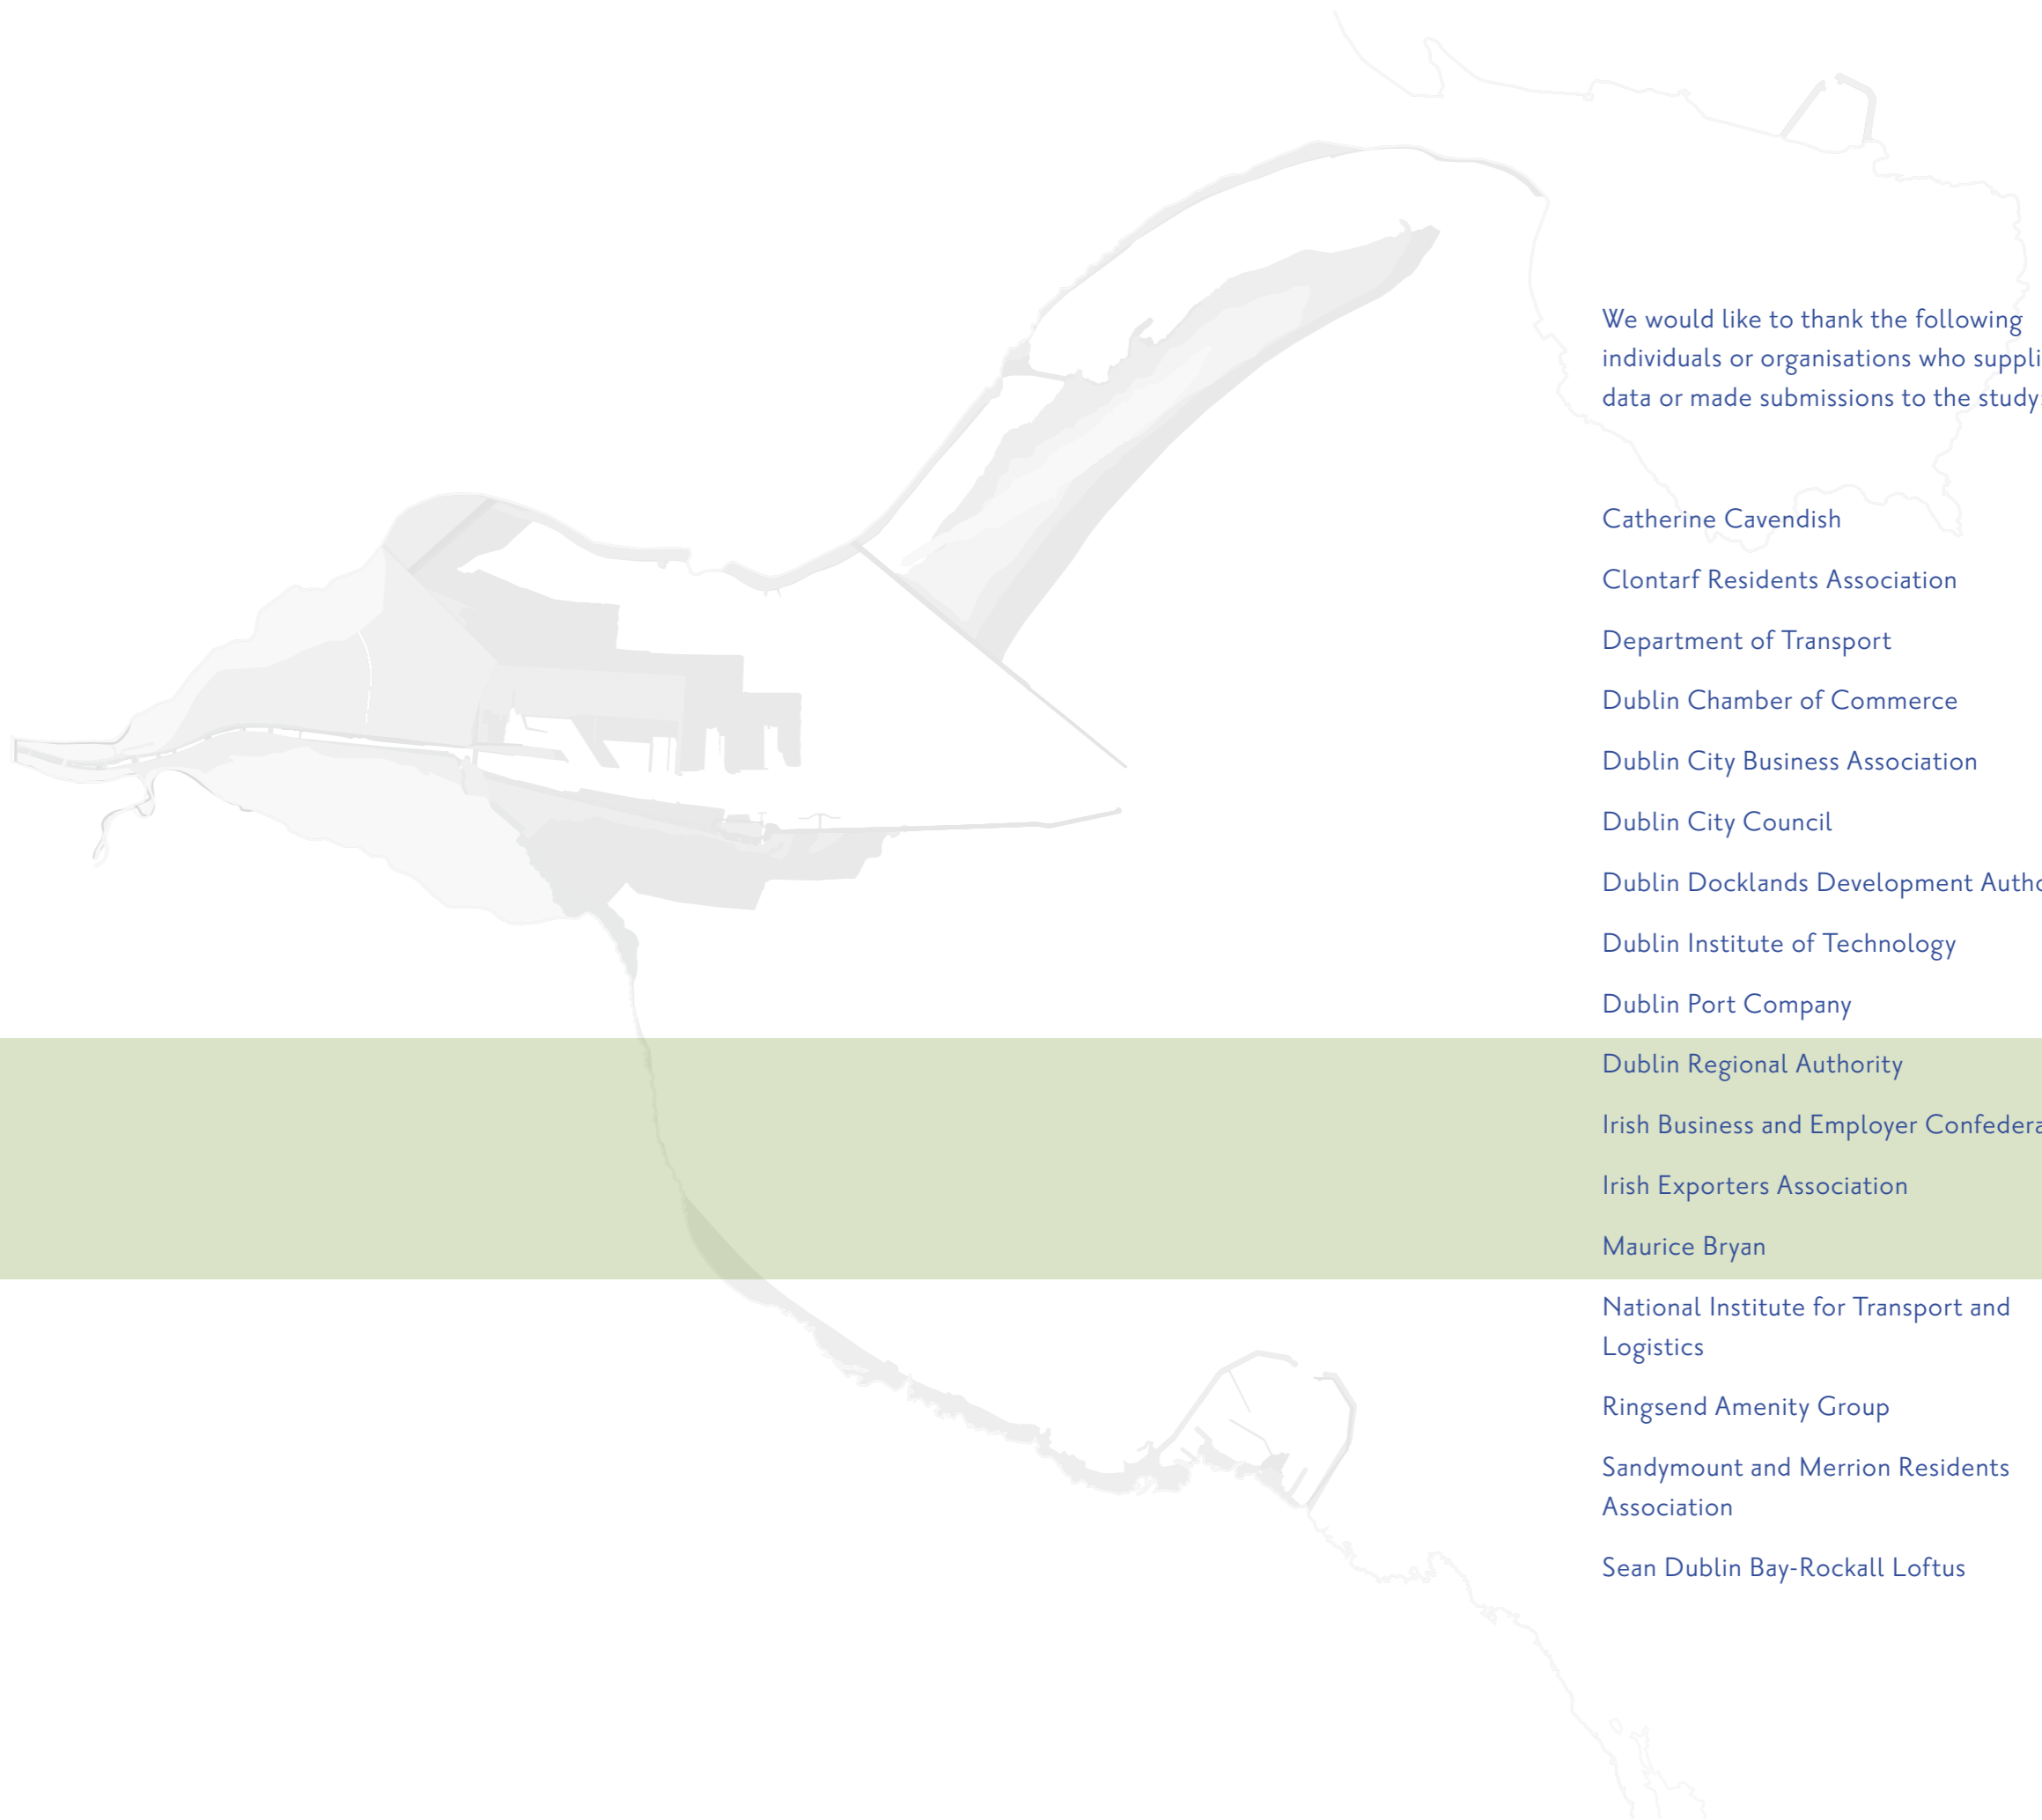 We would like to thank the following
individuals or organisations who suppli
data or made submissions to the study:
Catherine Cavendish
Clontarf Residents Association
Department of Transport
Dublin Chamber of Commerce
Dublin City Business Association
Dublin City Council
Dublin Docklands Development Autho
Dublin Institute of Technology
Dublin Port Company
Dublin Regional Authority
Irish Business and Employer Confedera
Irish Exporters Association
Maurice Bryan
National Institute for Transport and
Logistics
Ringsend Amenity Group
Sandymount and Merrion Residents
Association
Sean Dublin Bay-Rockall Loftus